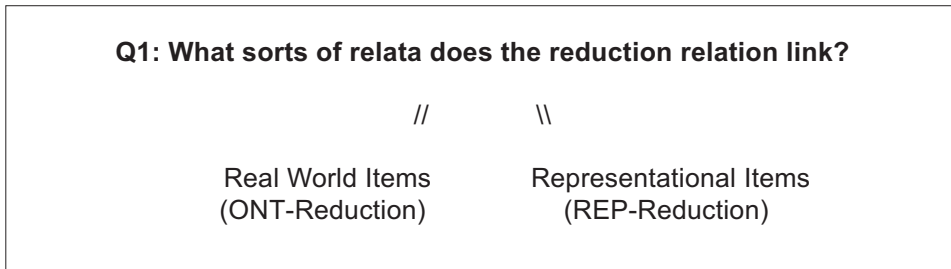 Q1: What sorts of relata does the reduction relation link?
// \\
Real World Items Representational Items
(ONT-Reduction) (REP-Reduction)